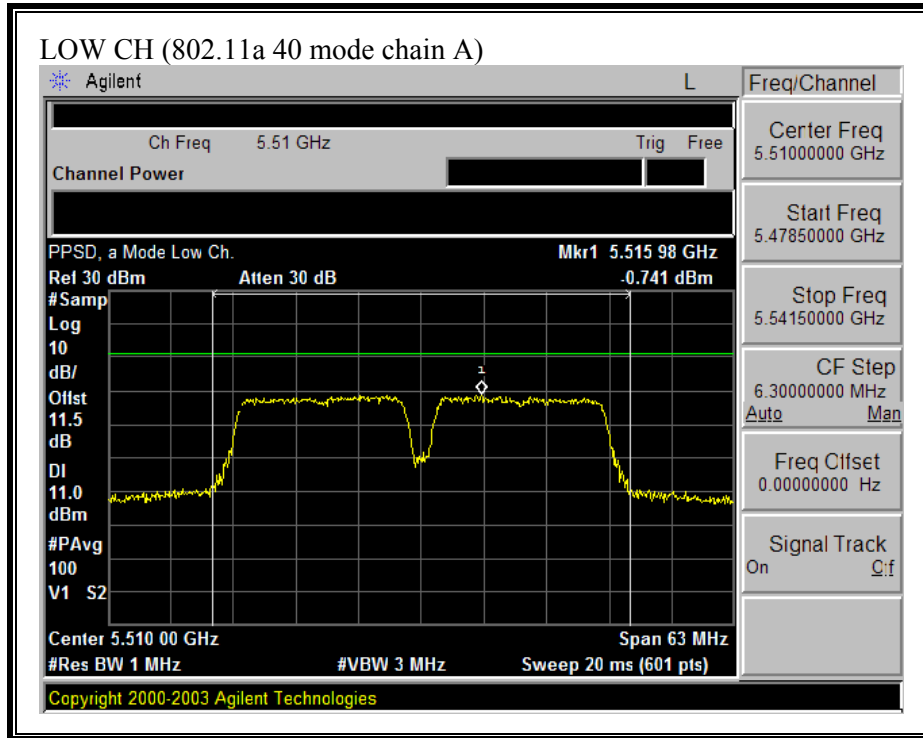 LOW CH (802.11a 40 mode chain A)
Agilent L Freq/Channel
Ch Freq 5.51 GHz Trig Free
Channel Power
PPSD, a Mode Low Ch. Mkr1 5.515 98 GHz
Ref 30 dBm Atten 30 dB -0.741 dBm
#Samp
Log
10
dB/
Offst
11.5
dB
DI
11.0
dBm
#PAvg
100
V1 S2
1
Center 5.510 00 GHz Span 63 MHz
#Res BW 1 MHz #VBW 3 MHz Sweep 20 ms (601 pts)
Copyright 2000-2003 Agilent Technologies
Center Freq
5.51000000 GHz
Start Freq
5.47850000 GHz
Stop Freq
5.54150000 GHz
CF Step
6.30000000 MHz
Auto Man
Freq Offset
0.00000000 Hz
Signal Track
On Off